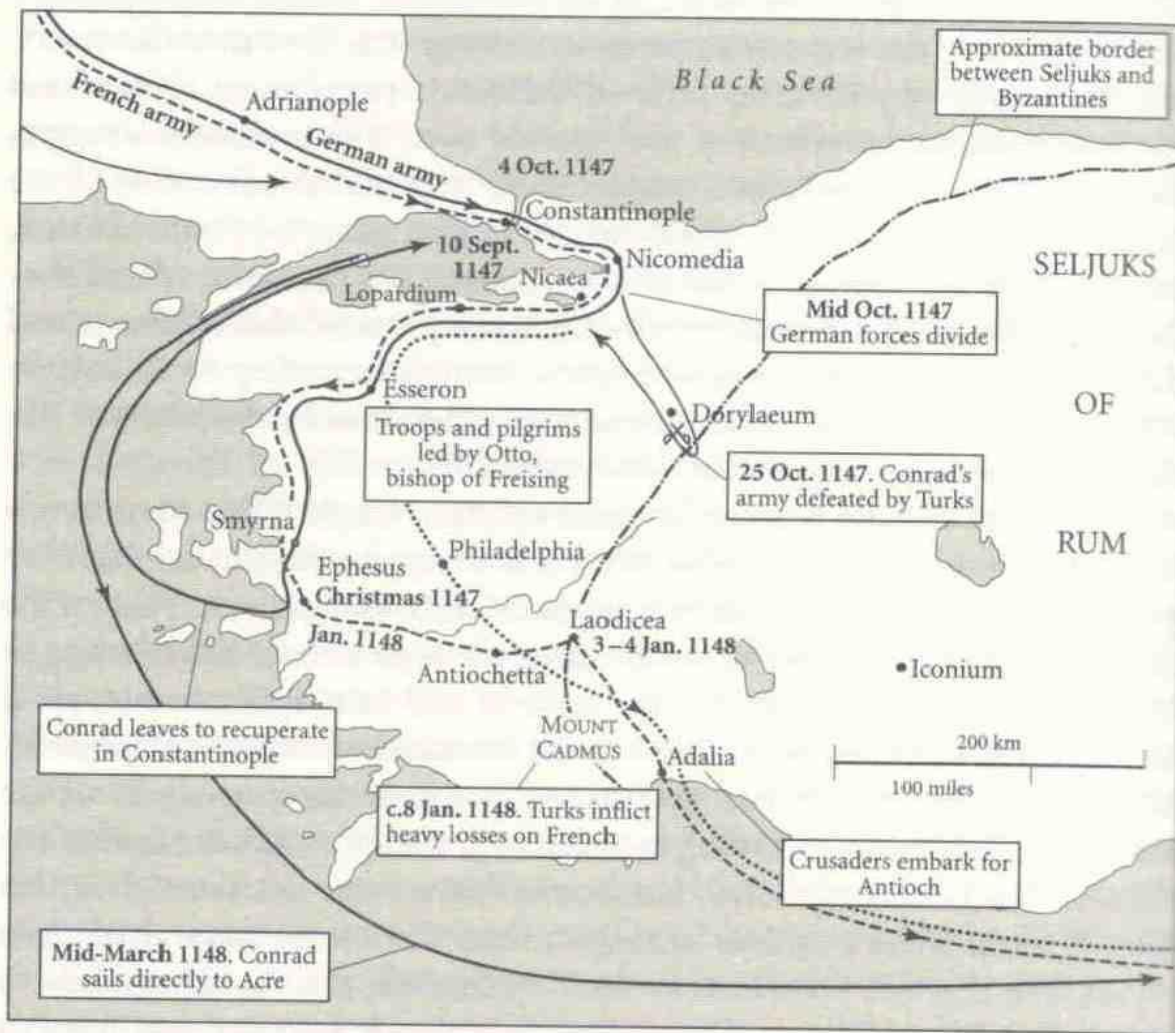 Black Sea
Approximate border
between Seljuks and
Byzantines
French army
Adrianople
German army
4 Oct. 1147
Constantinople
10 Sept.
1147
Nicomedia
SELJUKS
Nicaea
Lopardium
Mid Oct. 1147
German forces divide
Esseron
OF
Dorylaeum
Troops and pilgrims
led by Otto,
bishop of Freising
25 Oct. 1147. Conrad's
army defeated by Turks
Smyrna
RUM
Philadelphia
Ephesus
Christmas 1147
Jan. 1148
Laodicea
3–4 Jan. 1148
Antiochetta
Iconium
Conrad leaves to recuperate
in Constantinople
MOUNT
CADMUS
Adalia
200 km
100 miles
c.8 Jan. 1148. Turks inflict
heavy losses on French
Crusaders embark for
Antioch
Mid-March 1148. Conrad
sails directly to Acre